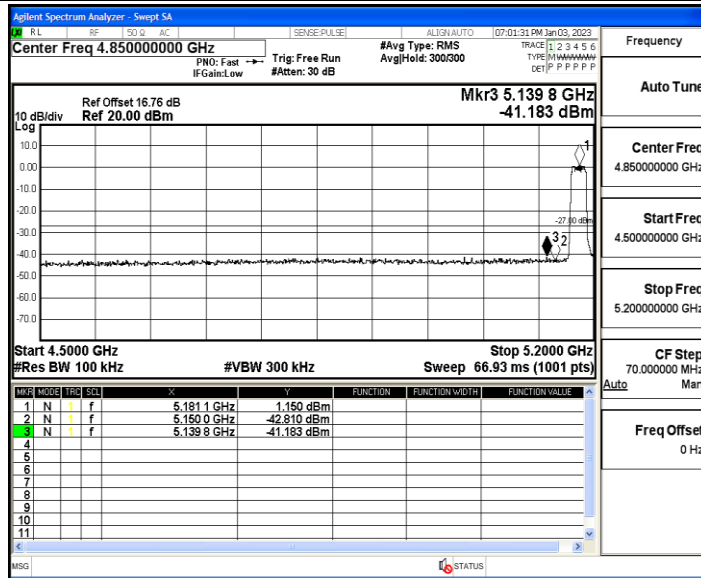 Agilent Spectrum Analyzer - Swept SA
RL RF 50 Ω AC SENSE:PULSE ALIGN AUTO 07:01:31 PM Jan 03, 2023
Center Freq 4.850000000 GHz
PNO: Fast
IFGain:Low
Trig: Free Run
#Atten: 30 dB
#Avg Type: RMS
Avg|Hold: 300/300
TRACE 1 2 3 4 5 6
TYPE MWWWWW
DET P P P P P P
Ref Offset 16.76 dB
10 dB/div Ref 20.00 dBm
Log
Mkr3 5.139 8 GHz
-41.183 dBm
10.0
0.00
-10.0
-20.0
-30.0
-40.0
-50.0
-60.0
-70.0
1
-27.00 dBm
3 2
Start 4.5000 GHz Stop 5.2000 GHz
#Res BW 100 kHz #VBW 300 kHz Sweep 66.93 ms (1001 pts)
MKR MODE TRC SCL X Y FUNCTION FUNCTION WIDTH FUNCTION VALUE
1 N 1 f 5.181 1 GHz 1.150 dBm
2 N 1 f 5.150 0 GHz -42.810 dBm
3 N 1 f 5.139 8 GHz -41.183 dBm
4
5
6
7
8
9
10
11
MSG STATUS
Frequency
Auto Tune
Center Freq
4.850000000 GHz
Start Freq
4.500000000 GHz
Stop Freq
5.200000000 GHz
CF Step
70.000000 MHz
Auto Man
Freq Offset
0 Hz